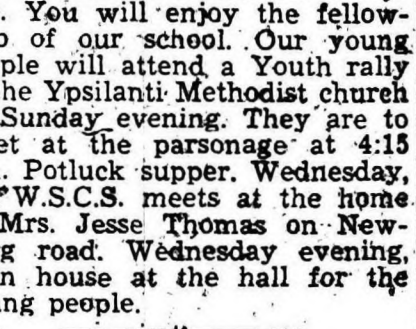 . You will enjoy the fellow-
p of our school. Our young
ple will attend a Youth rally
he Ypsilanti Methodist church
Sunday evening. They are to
et at the parsonage at 4:15
. Potluck supper. Wednesday,
W.S.C.S. meets at the home
Mrs. Jesse Thomas on New-
g road. Wednesday evening,
n house at the hall for the
ng people.